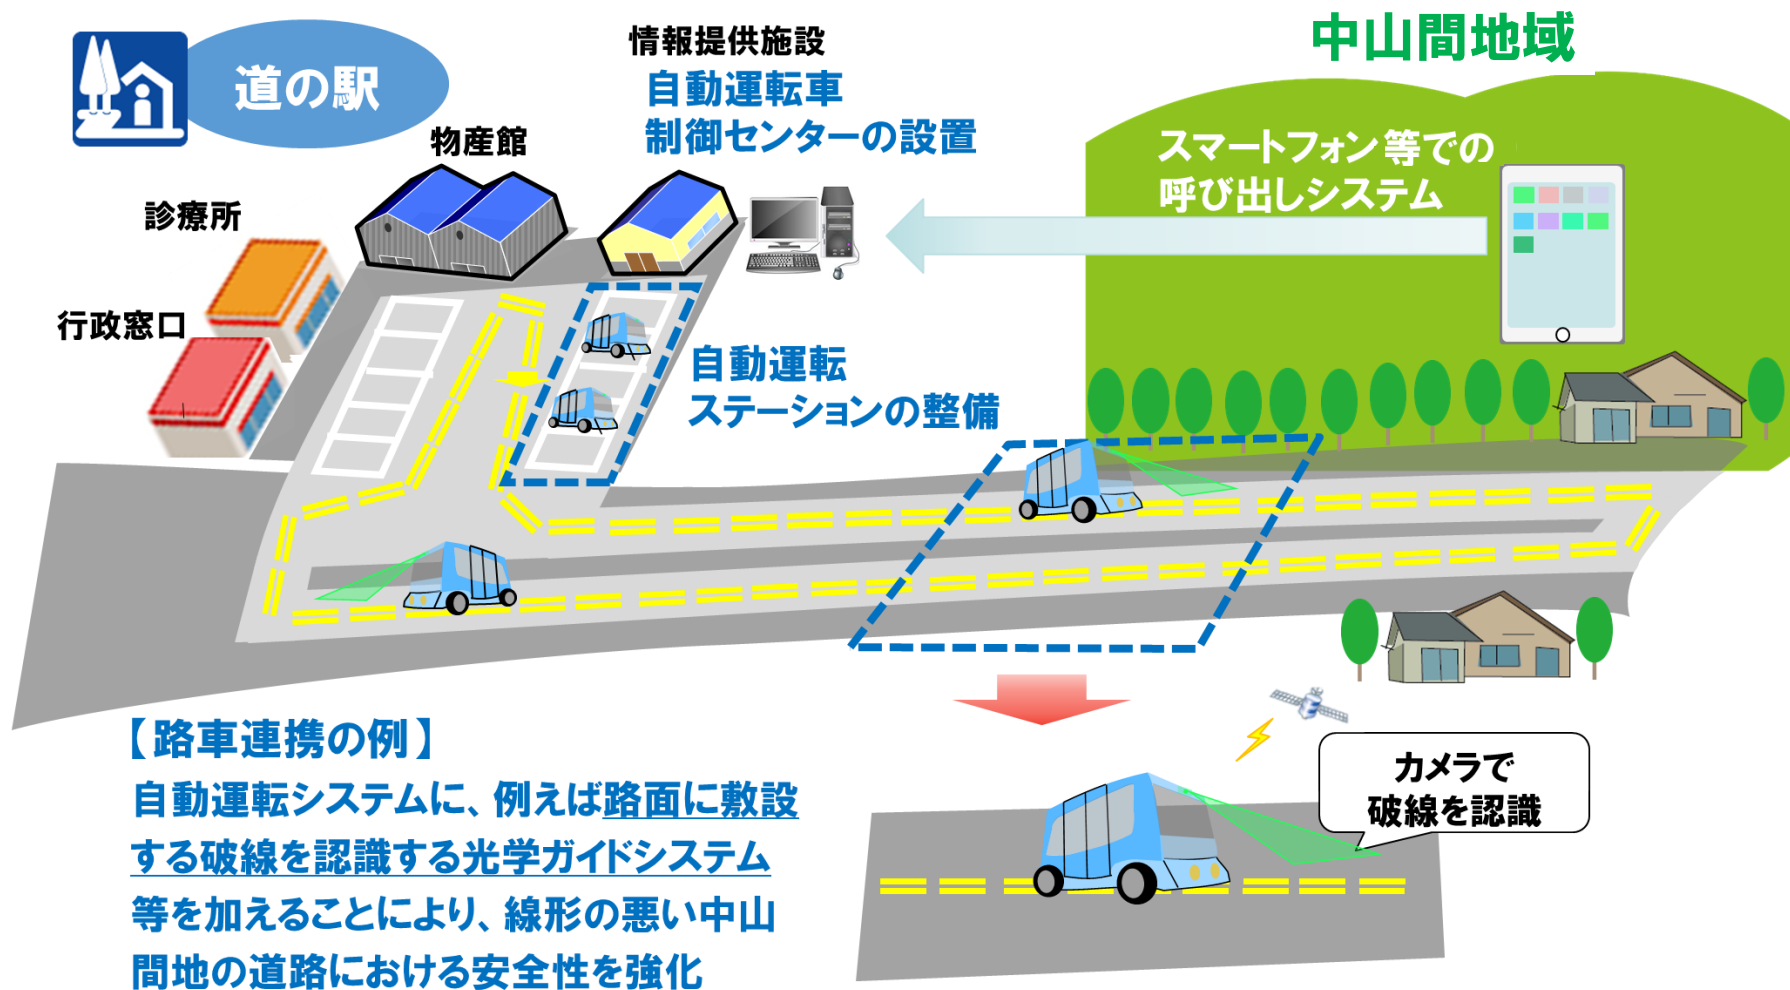 道の駅
情報提供施設
自動運転車
制御センターの設置
中山間地域
物産館
スマートフォン等での
呼び出しシステム
診療所
行政窓口
自動運転
ステーションの整備
【路車連携の例】
自動運転システムに、例えば路面に敷設
する破線を認識する光学ガイドシステム
等を加えることにより、線形の悪い中山
間地の道路における安全性を強化
カメラで
破線を認識